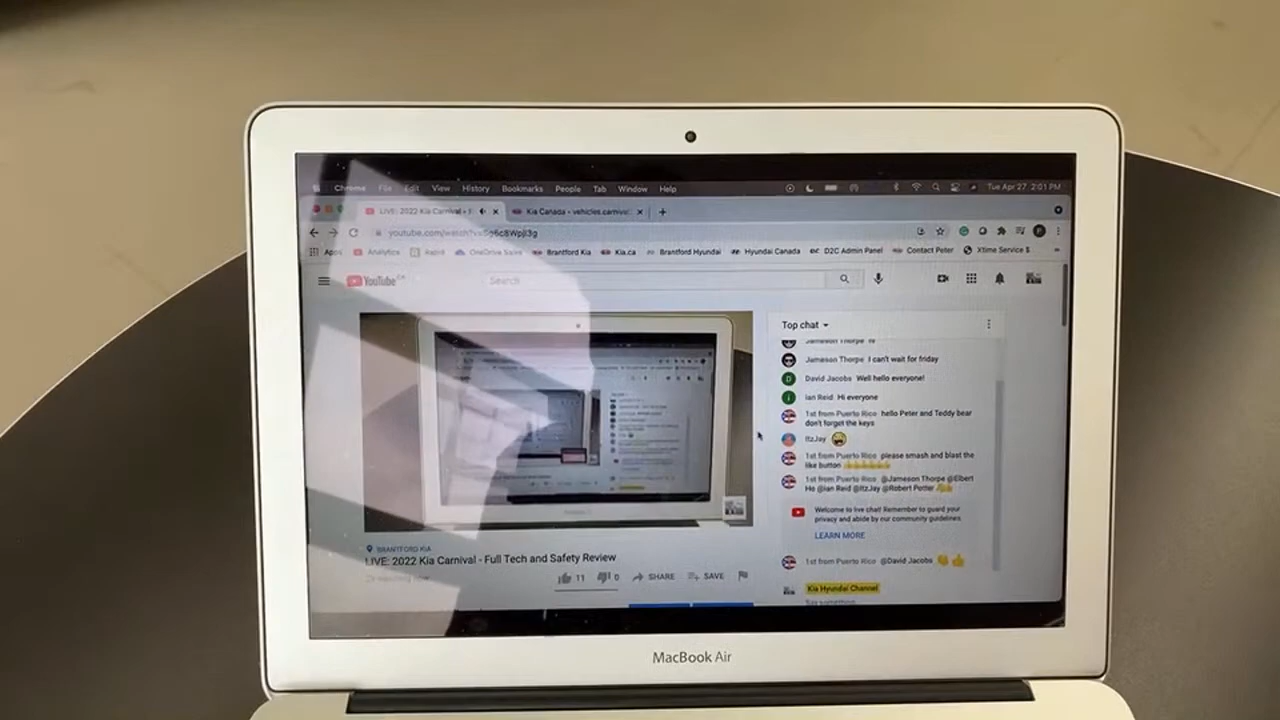 Chrome File Edit View History Bookmarks People Tab Window Help Tue Apr 27 2:01 PM
LIVE: 2022 Kia Carnival - F Kia Canada - vehicles.carnival
Apps Analytics Rapid OneDrive Sales Brantford Kia Kia.ca Brantford Hyundai Hyundai Canada D2C Admin Panel Contact Peter Xtime Service S
YouTube CA Search
Top chat
Jameson Thorpe
Jameson Thorpe I can't wait for friday
David Jacobs Well hello everyone!
Ian Reid Hi everyone
1st from Puerto Rico hello Peter and Teddy bear
don't forget the keys
ItzJay
1st from Puerto Rico please smash and blast the
like button
1st from Puerto Rico @Jameson Thorpe @Elbert
Ho @Ian Reid @ItzJay @Robert Potter
Welcome to live chat! Remember to guard your
privacy and abide by our community guidelines.
LEARN MORE
1st from Puerto Rico @David Jacobs
Kia Hyundai Channel
Say something...
BRANTFORD KIA
LIVE: 2022 Kia Carnival - Full Tech and Safety Review
11 0 SHARE SAVE
MacBook Air